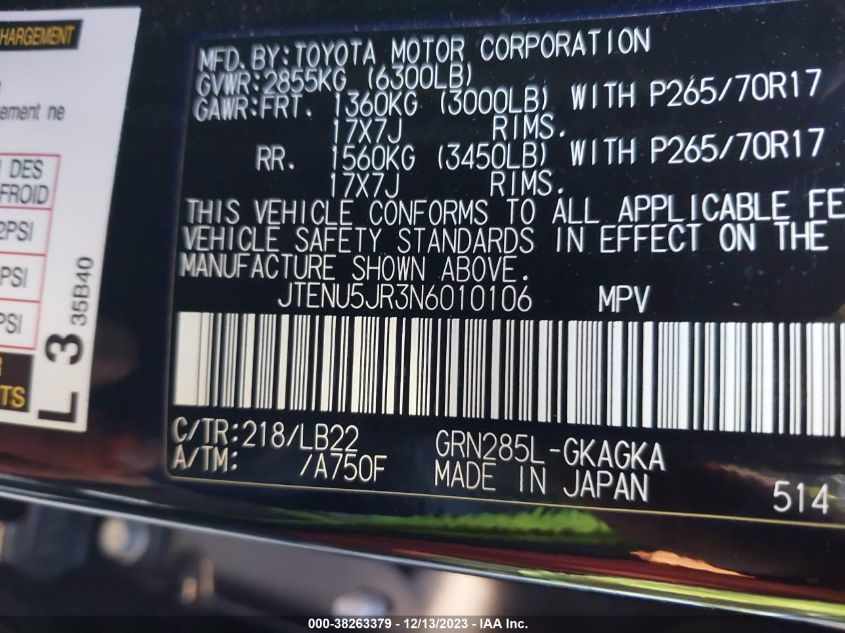 HARGEMENT
ement ne
DES
FROID
2PSI
PSI
PSI
TS
L 3
35B40
MFD.BY:TOYOTA MOTOR CORPORATION
GVWR:2855KG (6300LB)
GAWR:FRT. 1360KG (3000LB) WITH P265/70R17
17X7J RIMS.
RR. 1560KG (3450LB) WITH P265/70R17
17X7J RIMS.
THIS VEHICLE CONFORMS TO ALL APPLICABLE FE
VEHICLE SAFETY STANDARDS IN EFFECT ON THE
MANUFACTURE SHOWN ABOVE.
JTENU5JR3N6010106 MPV
C/TR:218/LB22 GRN285L-GKAGKA
A/TM: /A750F MADE IN JAPAN
514
000-38263379 - 12/13/2023 - IAA Inc.